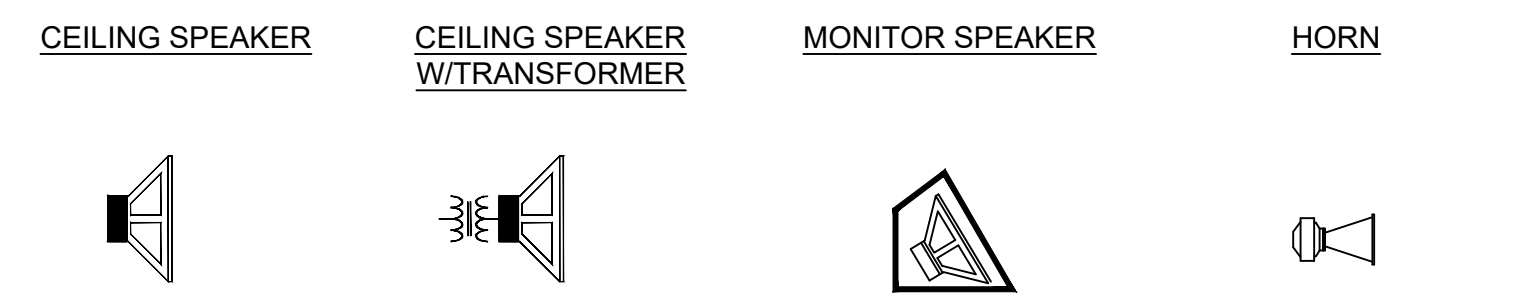 CEILING SPEAKER
CEILING SPEAKER
W/TRANSFORMER
MONITOR SPEAKER
HORN